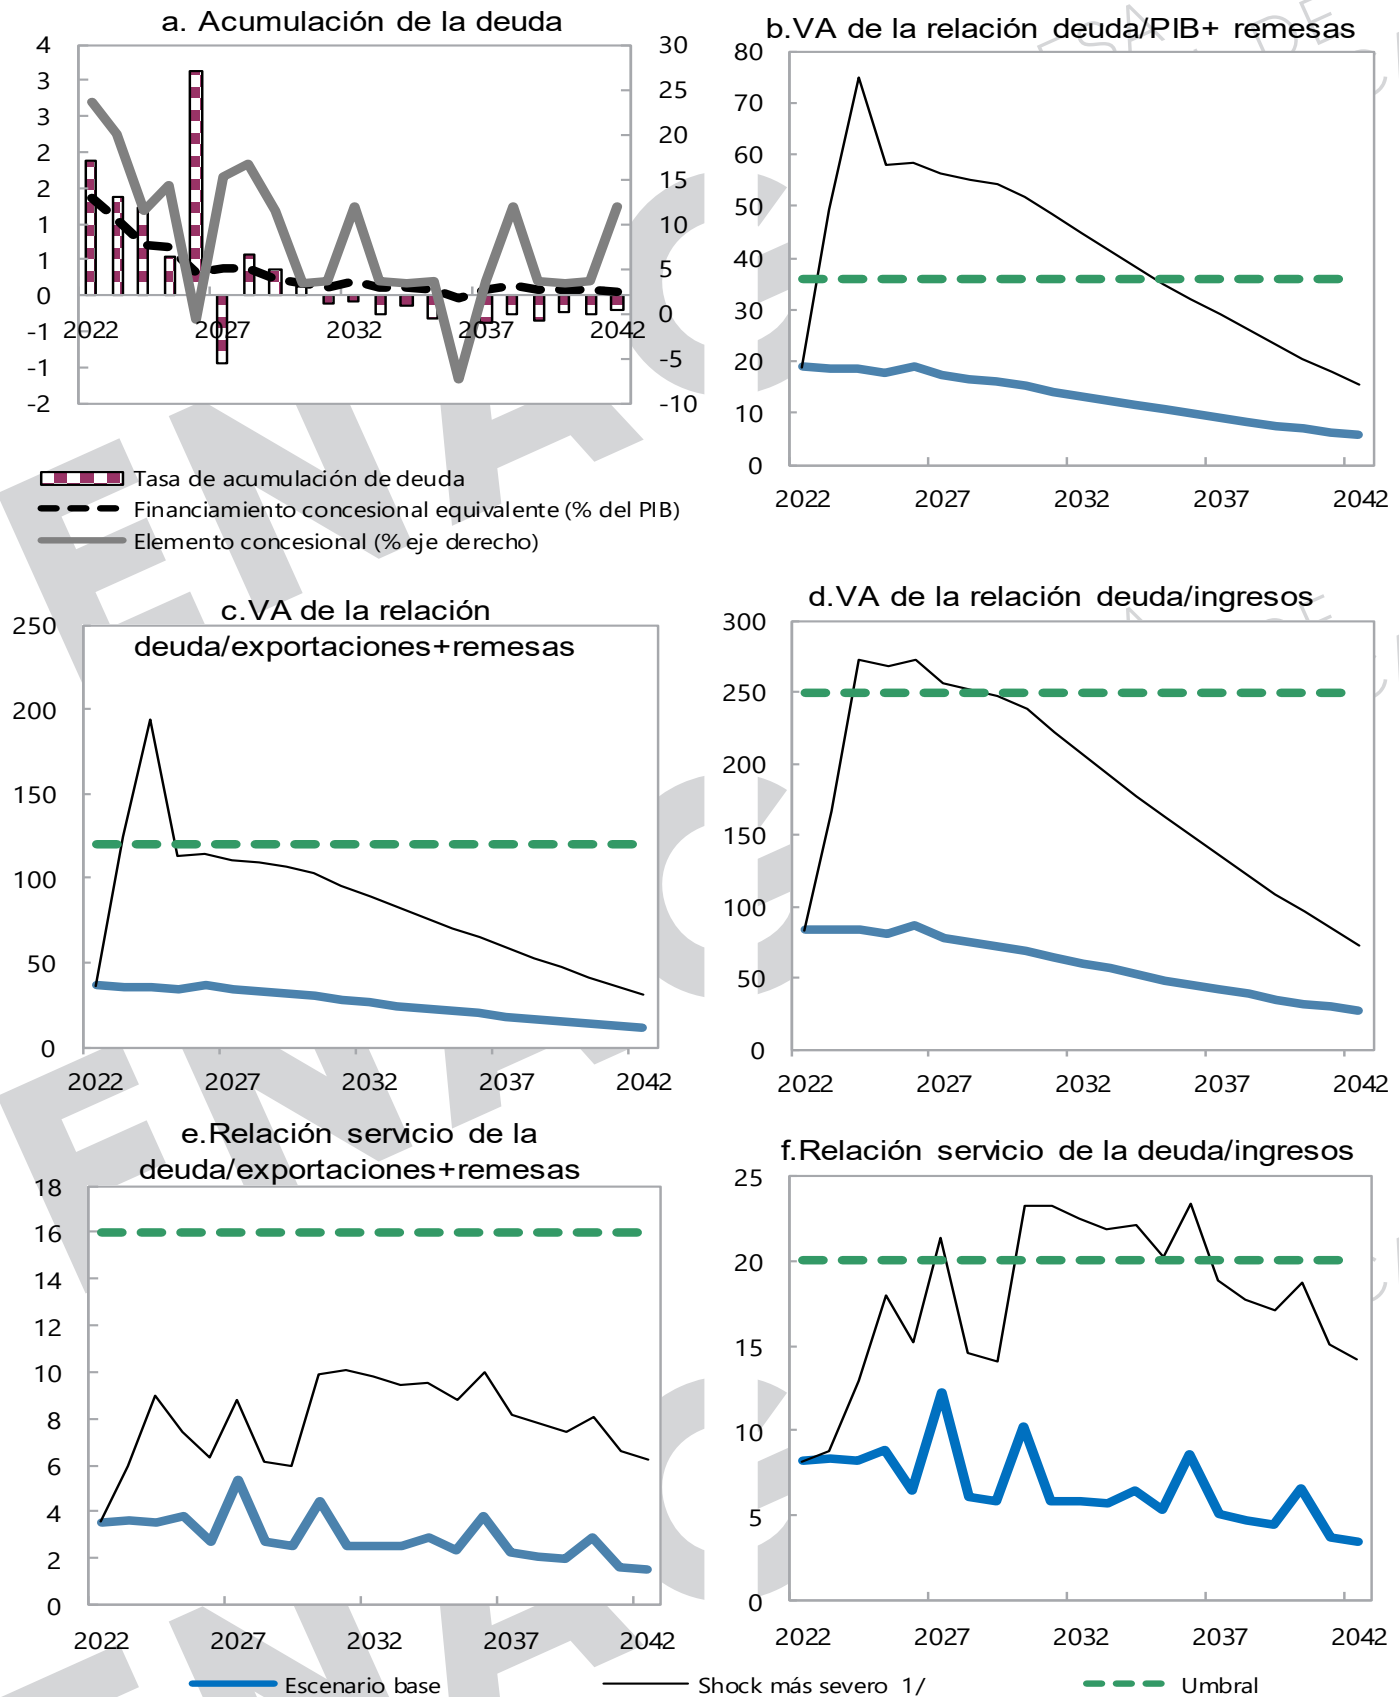 a. Acumulación de la deuda
4
3
3
2
2
1
1
0
-1
-1
-2
30
25
20
15
10
5
0
-5
-10
2022 2027 2032 2037 2042
Tasa de acumulación de deuda
Financiamiento concesional equivalente (% del PIB)
Elemento concesional (% eje derecho)
b.VA de la relación deuda/PIB+ remesas
80
70
60
50
40
30
20
10
0
2022 2027 2032 2037 2042
c.VA de la relación
deuda/exportaciones+remesas
250
200
150
100
50
0
2022 2027 2032 2037 2042
d.VA de la relación deuda/ingresos
300
250
200
150
100
50
0
2022 2027 2032 2037 2042
e.Relación servicio de la
deuda/exportaciones+remesas
18
16
14
12
10
8
6
4
2
0
2022 2027 2032 2037 2042
f.Relación servicio de la deuda/ingresos
25
20
15
10
5
0
2022 2027 2032 2037 2042
Escenario base
Shock más severo 1/
Umbral